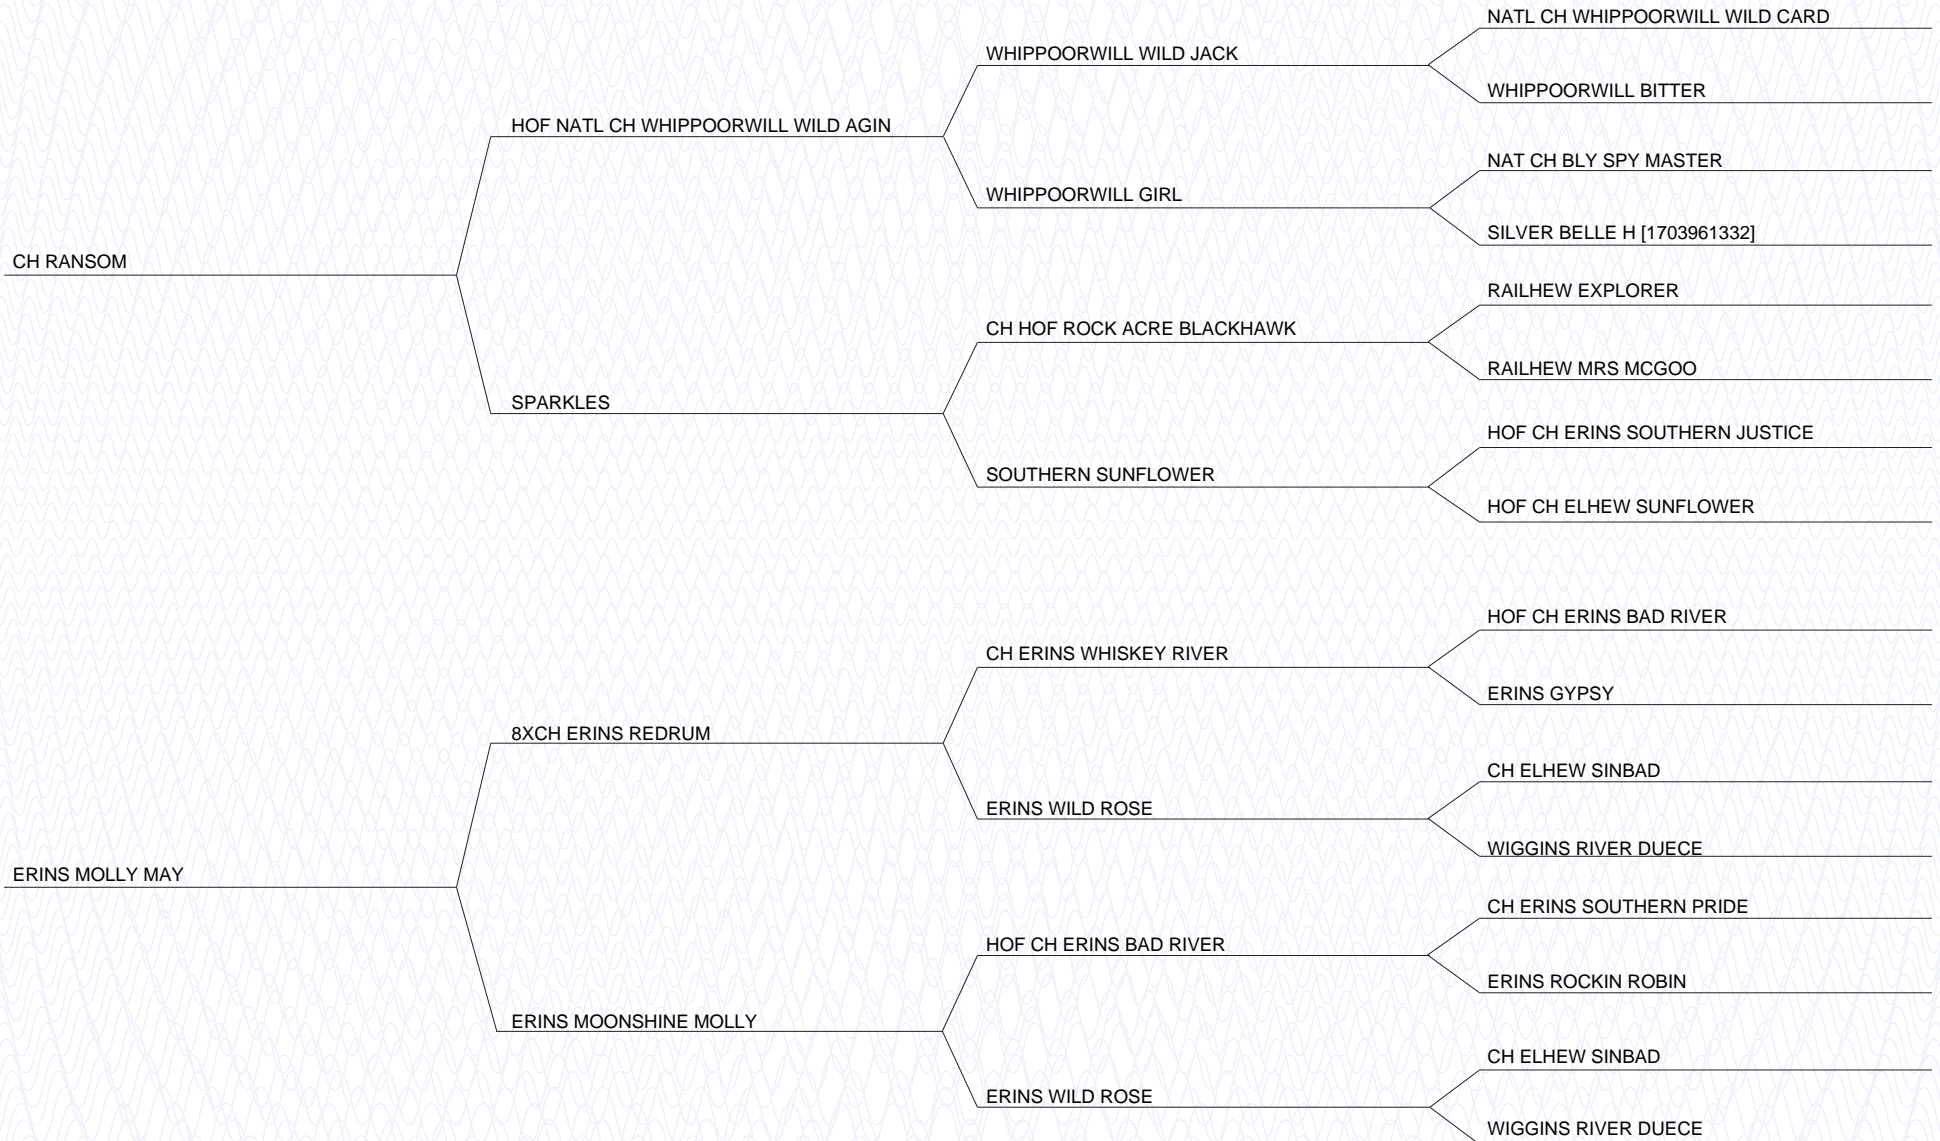 NATL CH WHIPPOORWILL WILD CARD
WHIPPOORWILL WILD JACK
WHIPPOORWILL BITTER
HOF NATL CH WHIPPOORWILL WILD AGIN
NAT CH BLY SPY MASTER
WHIPPOORWILL GIRL
SILVER BELLE H [1703961332]
CH RANSOM
RAILHEW EXPLORER
CH HOF ROCK ACRE BLACKHAWK
RAILHEW MRS MCGOO
SPARKLES
HOF CH ERINS SOUTHERN JUSTICE
SOUTHERN SUNFLOWER
HOF CH ELHEW SUNFLOWER
HOF CH ERINS BAD RIVER
CH ERINS WHISKEY RIVER
ERINS GYPSY
8XCH ERINS REDRUM
CH ELHEW SINBAD
ERINS WILD ROSE
WIGGINS RIVER DUECE
ERINS MOLLY MAY
CH ERINS SOUTHERN PRIDE
HOF CH ERINS BAD RIVER
ERINS ROCKIN ROBIN
ERINS MOONSHINE MOLLY
CH ELHEW SINBAD
ERINS WILD ROSE
WIGGINS RIVER DUECE